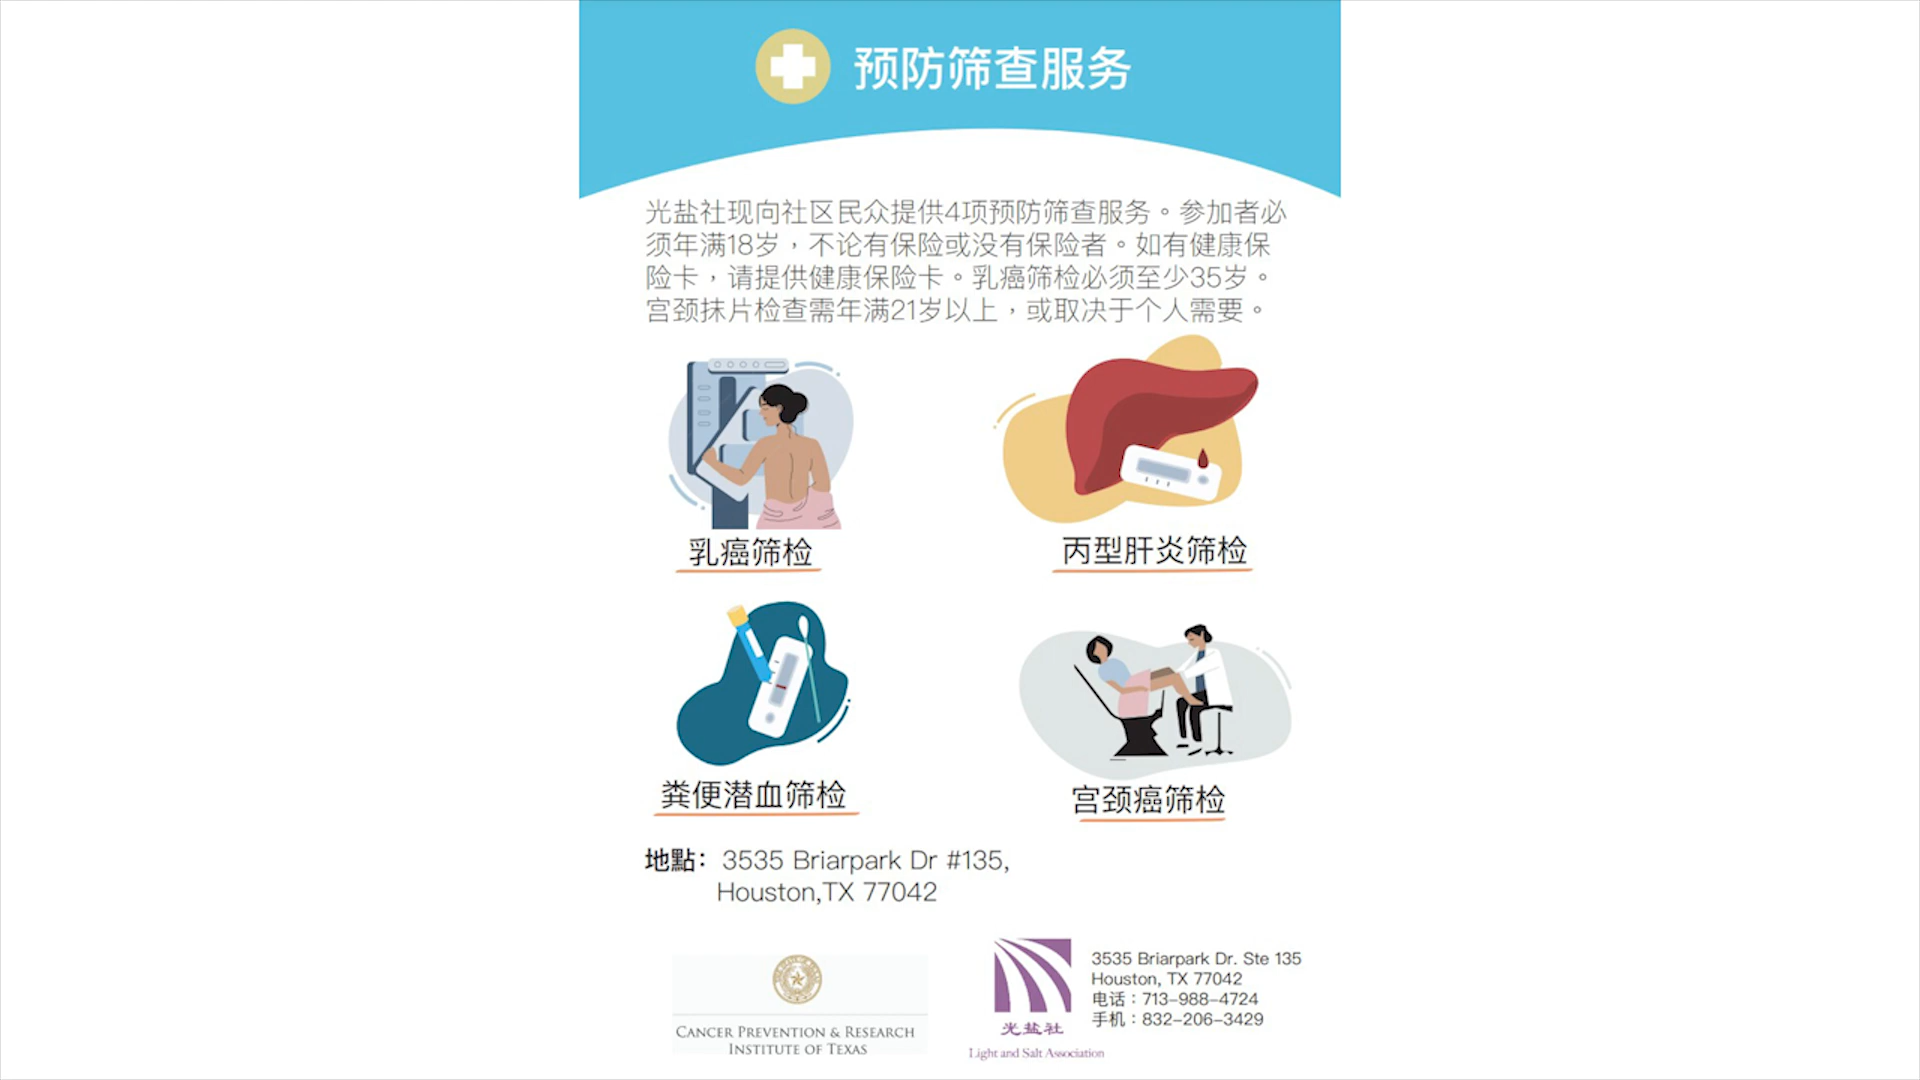 预防筛查服务
光盐社现向社区民众提供4项预防筛查服务。参加者必
须年满18岁，不论有保险或没有保险者。如有健康保
险卡，请提供健康保险卡。乳癌筛检必须至少35岁。
宫颈抹片检查需年满21岁以上，或取决于个人需要。
乳癌筛检
丙型肝炎筛检
粪便潜血筛检
宫颈癌筛检
地點：3535 Briarpark Dr #135,
Houston,TX 77042
CANCER PREVENTION & RESEARCH
INSTITUTE OF TEXAS
光盐社
Light and Salt Association
3535 Briarpark Dr. Ste 135
Houston, TX 77042
电话：713-988-4724
手机：832-206-3429